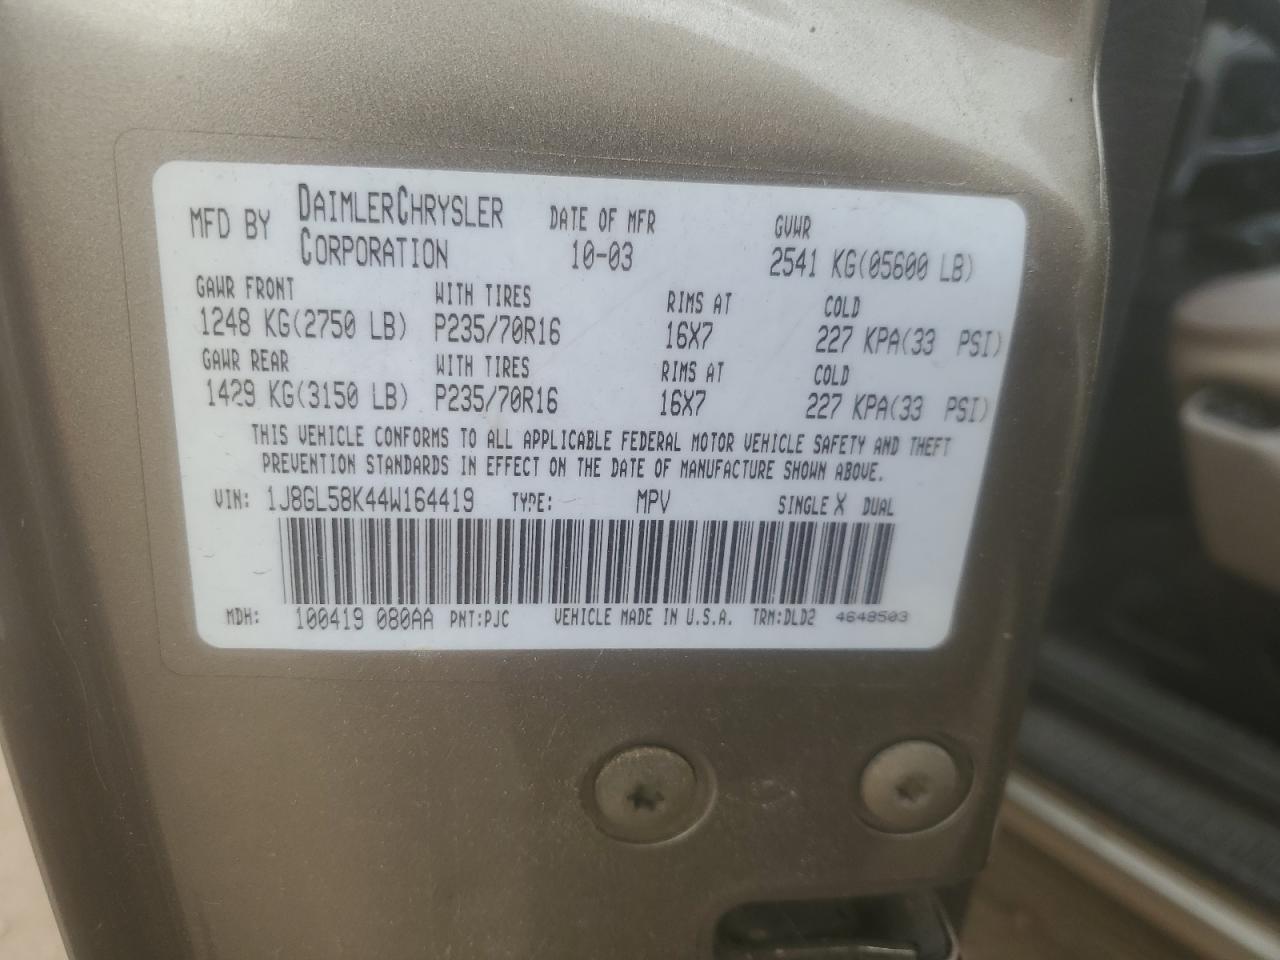 MFD BY DAIMLERCHRYSLER CORPORATION DATE OF MFR 10-03 GVWR 2541 KG(05600 LB)
GAWR FRONT WITH TIRES RIMS AT COLD
1248 KG(2750 LB) P235/70R16 16X7 227 KPA(33 PSI)
GAWR REAR WITH TIRES RIMS AT COLD
1429 KG(3150 LB) P235/70R16 16X7 227 KPA(33 PSI)
THIS VEHICLE CONFORMS TO ALL APPLICABLE FEDERAL MOTOR VEHICLE SAFETY AND THEFT
PREVENTION STANDARDS IN EFFECT ON THE DATE OF MANUFACTURE SHOWN ABOVE.
VIN: 1J8GL58K44W164419 TYPE: MPV SINGLE X DUAL
MDH: 100419 080AA PNT:PJC VEHICLE MADE IN U.S.A. TRM:DLD2 4648503